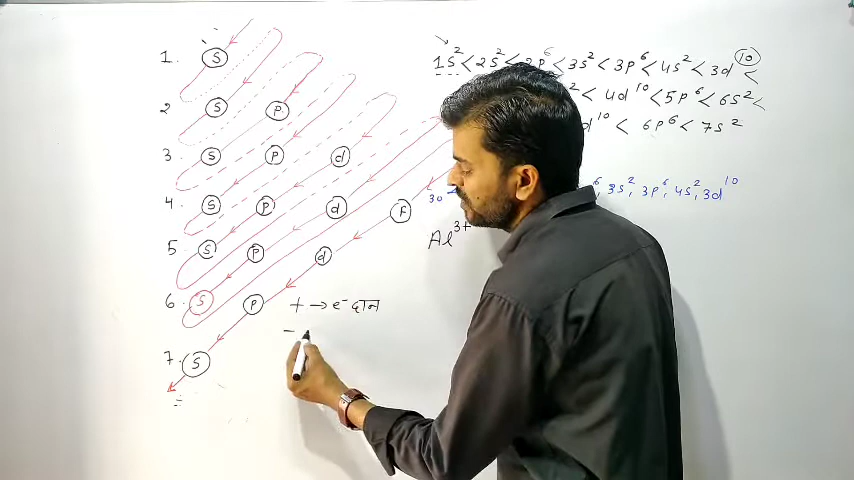 1. S
2 S P
3. S P d
4. S P d F
5 S P d
6. S P
7. S
+ → e⁻ दान
−
1S² < 2S² < 2P⁶ < 3S² < 3P⁶ < 4S² < 3d¹⁰ <
< 4d¹⁰ < 5P⁶ < 6S² <
d¹⁰ < 6P⁶ < 7S²
30 ⁶, 3S², 3P⁶, 4S², 3d¹⁰
Al³⁺